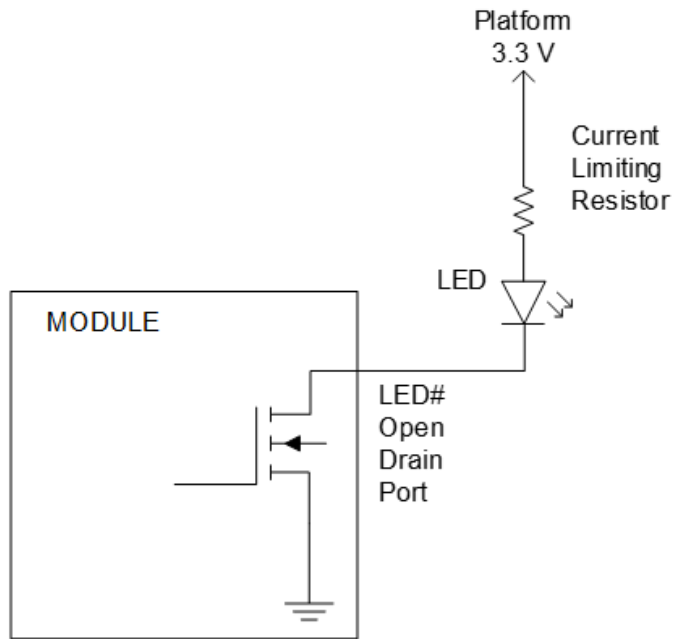 Platform
3.3 V
Current
Limiting
Resistor
LED
MODULE
LED#
Open
Drain
Port